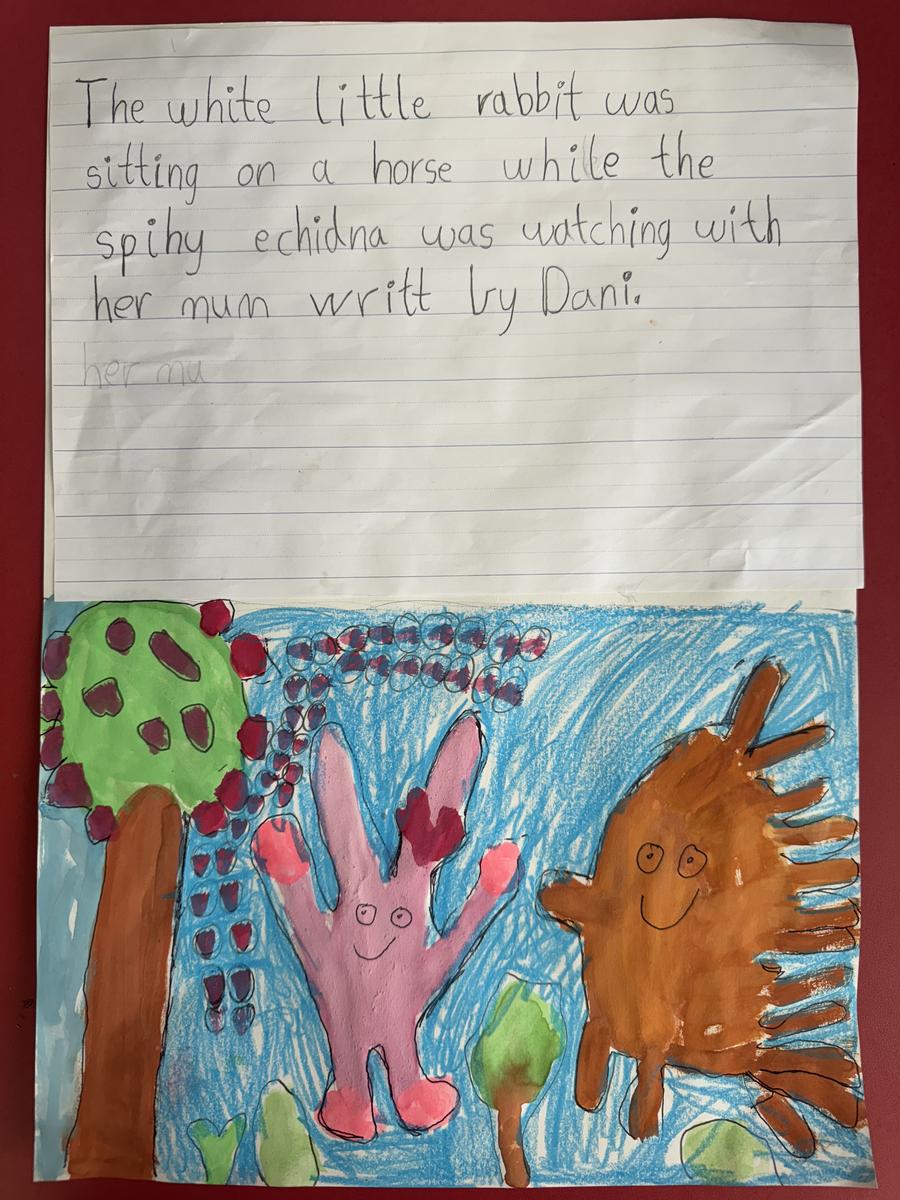 The white little rabbit was
sitting on a horse while the
spihy echidna was watching with
her mum writt by Dani.
her mu